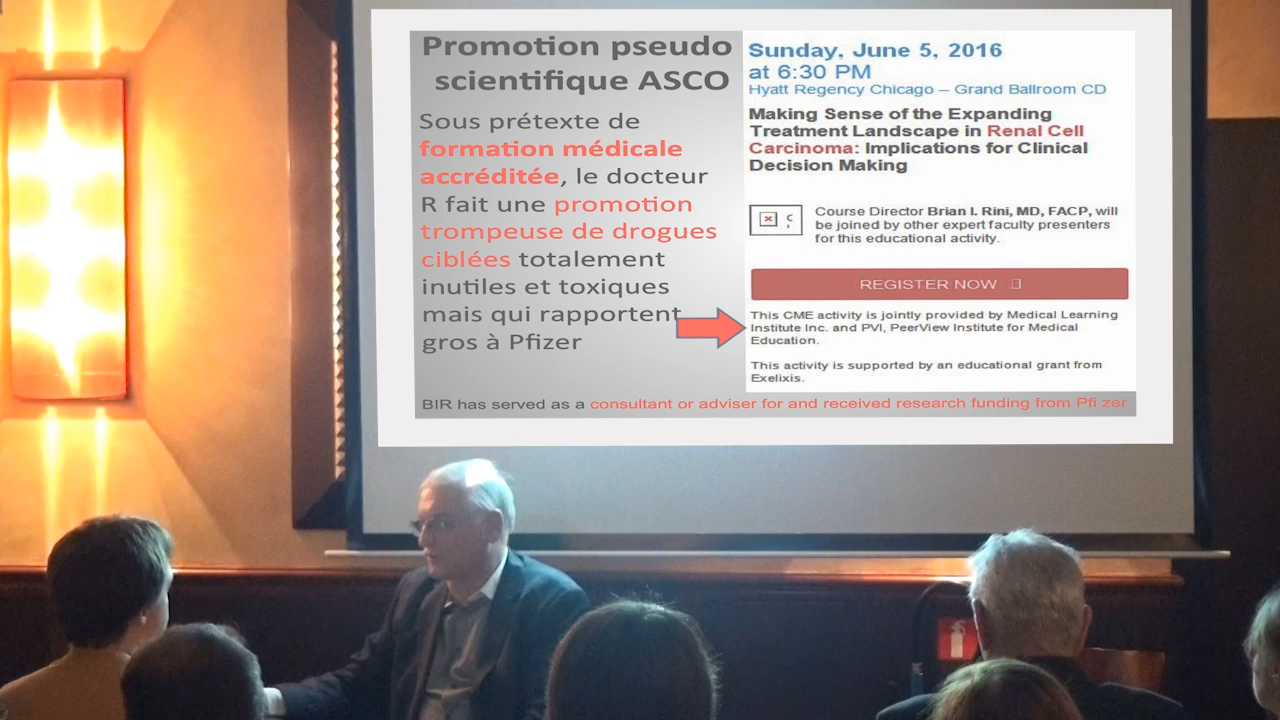 Promotion pseudo
scientifique ASCO
Sous prétexte de
formation médicale
accréditée, le docteur
R fait une promotion
trompeuse de drogues
ciblées totalement
inutiles et toxiques
mais qui rapportent
gros à Pfizer
Sunday, June 5, 2016
at 6:30 PM
Hyatt Regency Chicago – Grand Ballroom CD
Making Sense of the Expanding
Treatment Landscape in Renal Cell
Carcinoma: Implications for Clinical
Decision Making
Course Director Brian I. Rini, MD, FACP, will
be joined by other expert faculty presenters
for this educational activity.
REGISTER NOW
This CME activity is jointly provided by Medical Learning
Institute Inc. and PVI, PeerView Institute for Medical
Education.
This activity is supported by an educational grant from
Exelixis.
BIR has served as a consultant or adviser for and received research funding from Pfi zer